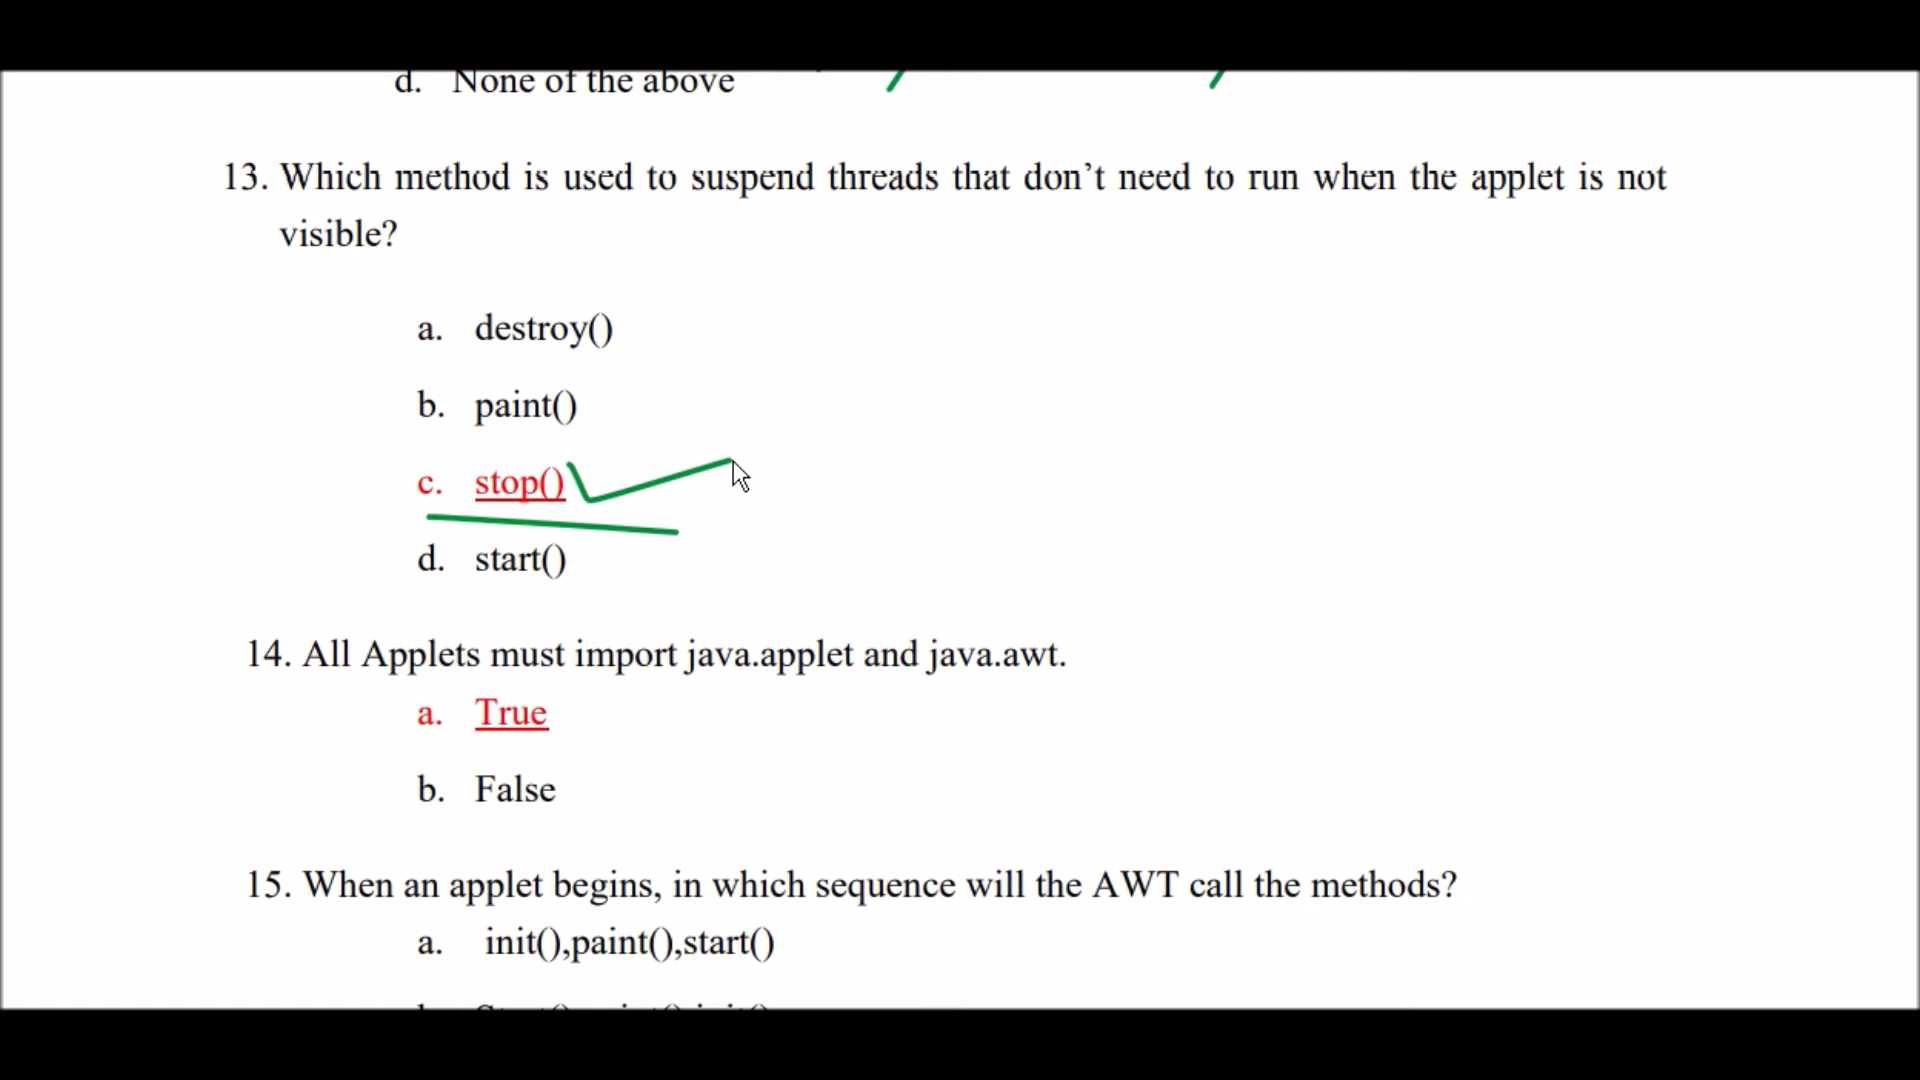 d. None of the above
13. Which method is used to suspend threads that don't need to run when the applet is not
visible?
a. destroy()
b. paint()
c. stop()
d. start()
14. All Applets must import java.applet and java.awt.
a. True
b. False
15. When an applet begins, in which sequence will the AWT call the methods?
a. init(),paint(),start()